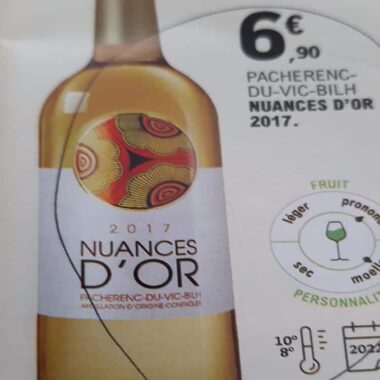 6€,90
PACHERENC-
DU-VIC-BILH
NUANCES D'OR
2017.
2017
NUANCES
D'OR
PACHERENC-DU-VIC-BILH
APPELLATION D'ORIGINE CONTRÔLÉE
FRUIT
léger
sec
PERSONNALI
10°
8°